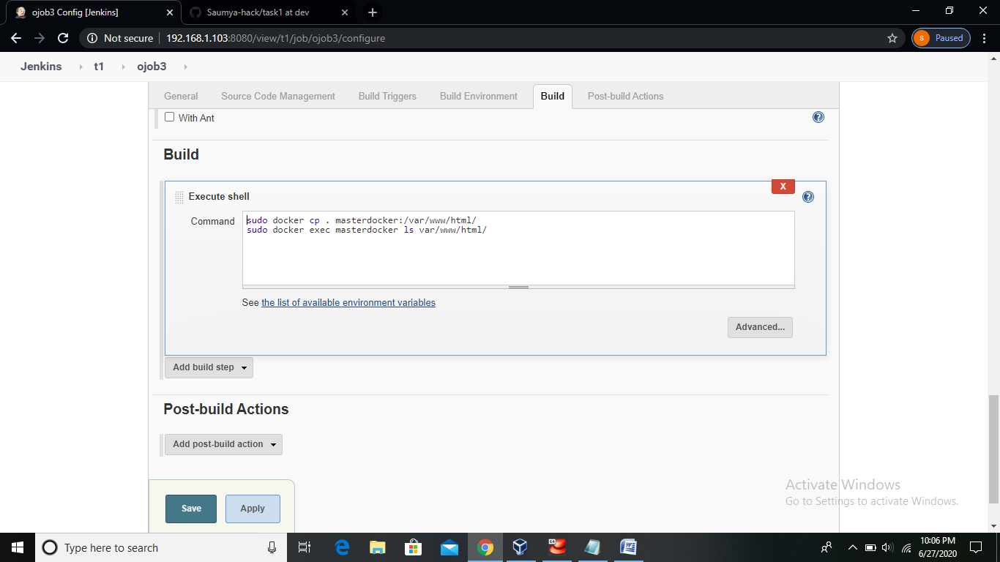 ojob3 Config [Jenkins]
Saumya-hack/task1 at dev
Not secure
192.168.1.103:8080/view/t1/job/ojob3/configure
S
Paused
Jenkins
t1
ojob3
General
Source Code Management
Build Triggers
Build Environment
Build
Post-build Actions
With Ant
?
Build
X
Execute shell
?
Command
sudo docker cp . masterdocker:/var/www/html/
sudo docker exec masterdocker ls var/www/html/
See the list of available environment variables
Advanced...
Add build step
Post-build Actions
Add post-build action
Save
Apply
Activate Windows
Go to Settings to activate Windows.
Type here to search
10:06 PM
6/27/2020